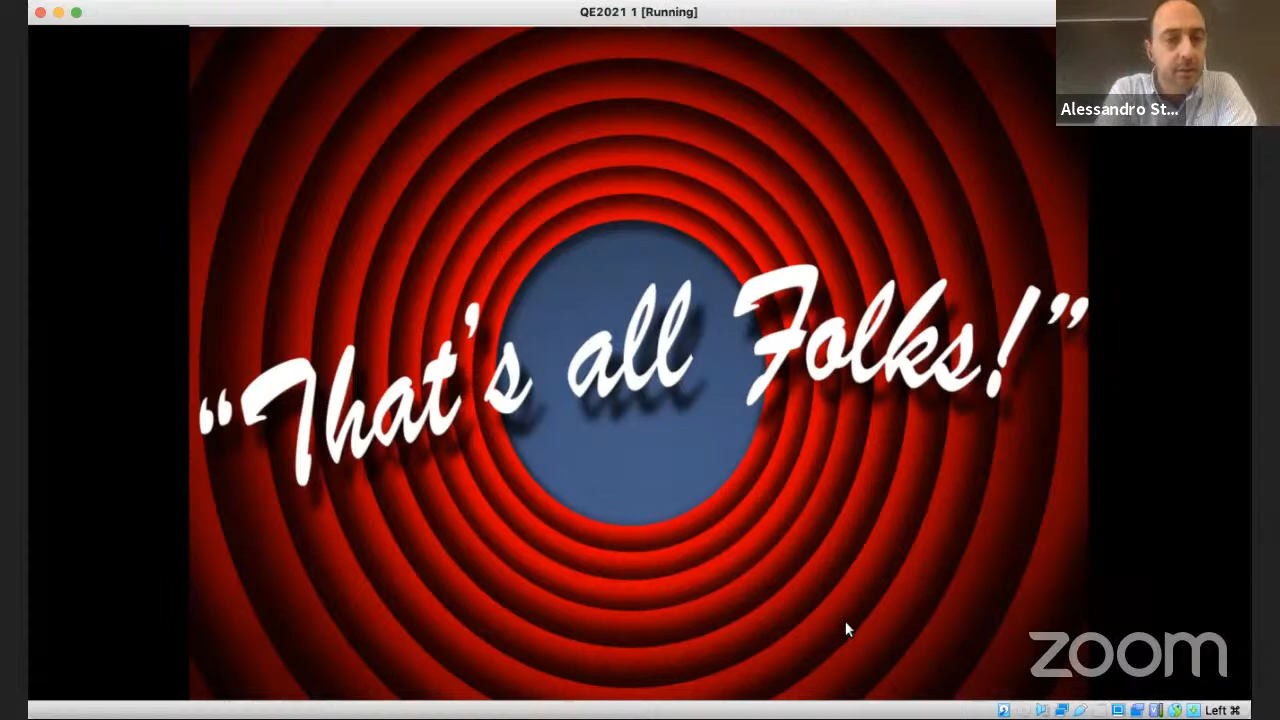 QE2021 1 [Running]
Alessandro St...
“That's all Folks!”
zoom
Left ⌘